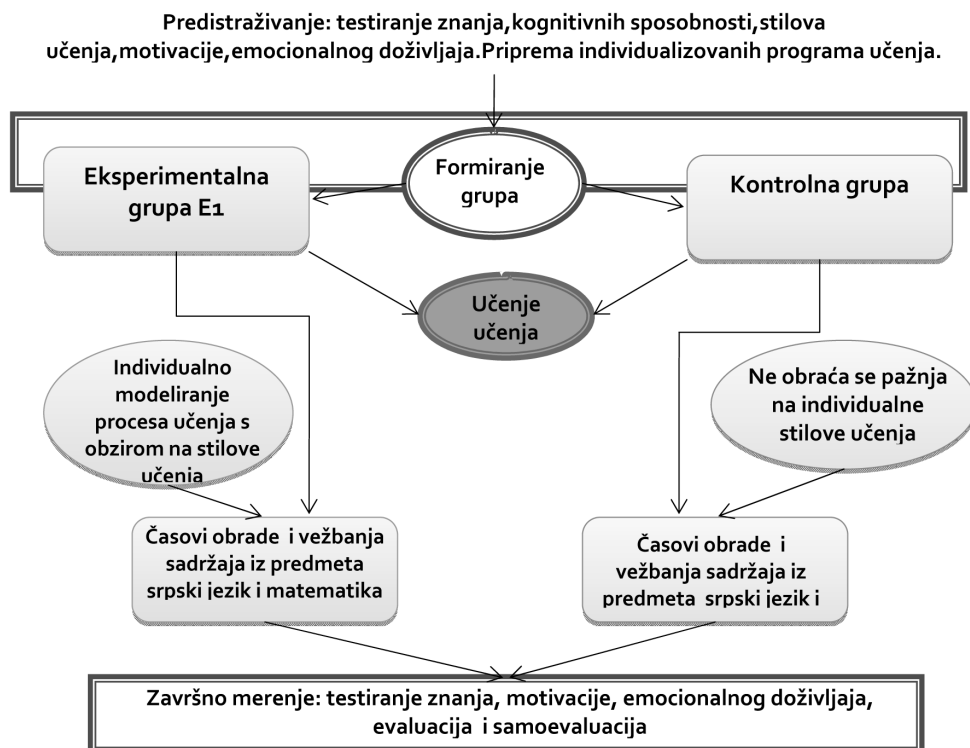 Predistraživanje: testiranje znanja,kognitivnih sposobnosti,stilova
učenja,motivacije,emocionalnog doživljaja.Priprema individualizovanih programa učenja.
Formiranje
grupa
Eksperimentalna
grupa E1
Kontrolna grupa
Učenje
učenja
Individualno
modeliranje
procesa učenja s
obzirom na stilove
učenja
Ne obraća se pažnja
na individualne
stilove učenja
Časovi obrade i vežbanja
sadržaja iz predmeta
srpski jezik i matematika
Časovi obrade i
vežbanja sadržaja iz
predmeta srpski jezik i
Završno merenje: testiranje znanja, motivacije, emocionalnog doživljaja,
evaluacija i samoevaluacija